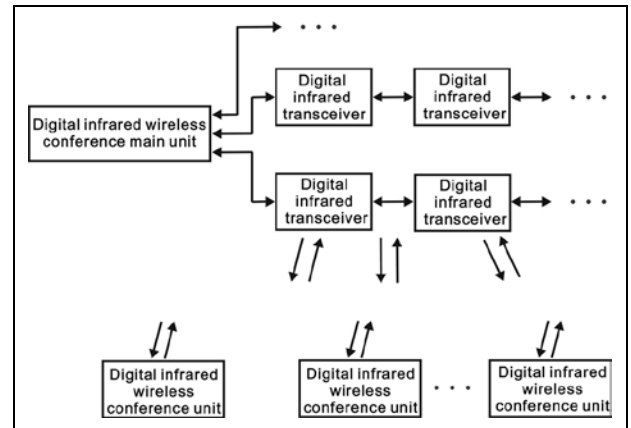 . . .
Digital
infrared
transceiver
Digital
infrared
transceiver
. . .
Digital infrared wireless
conference main unit
Digital
infrared
transceiver
Digital
infrared
transceiver
. . .
Digital infrared
wireless
conference unit
Digital infrared
wireless
conference unit
. . .
Digital infrared
wireless
conference unit